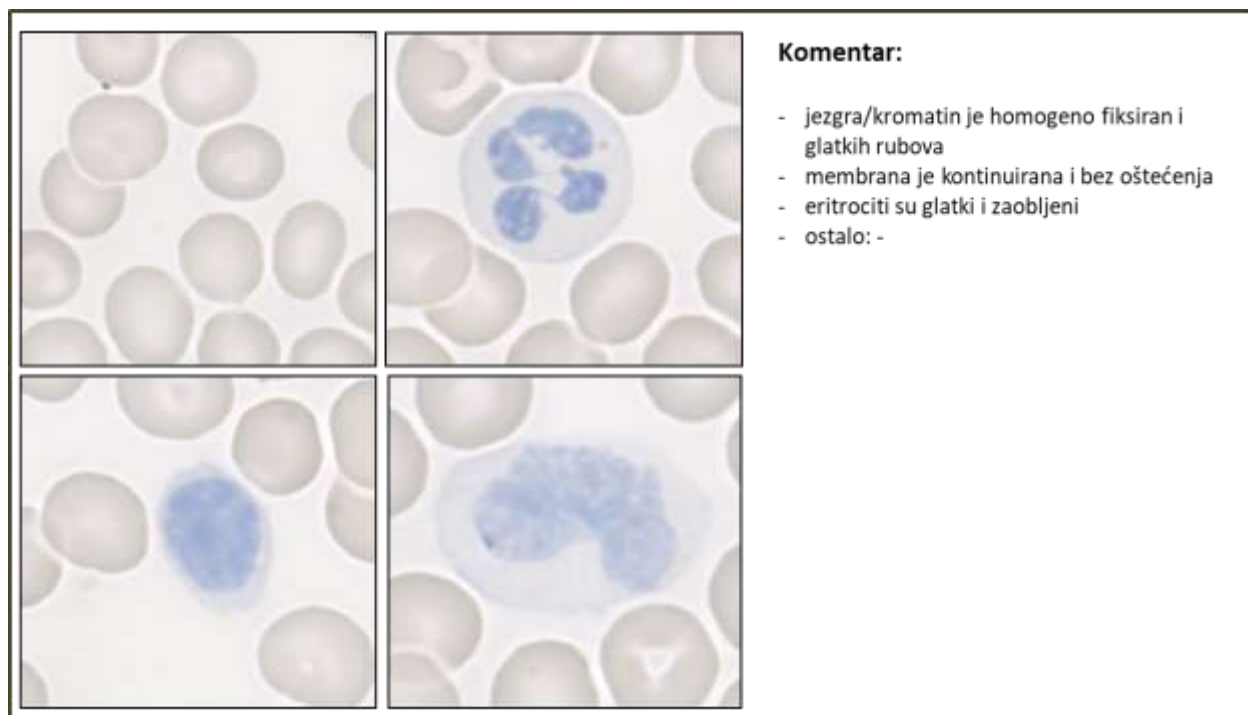 Komentar:
- jezgra/kromatin je homogeno fiksiran i
glatkih rubova
- membrana je kontinuirana i bez oštećenja
- eritrociti su glatki i zaobljeni
- ostalo: -